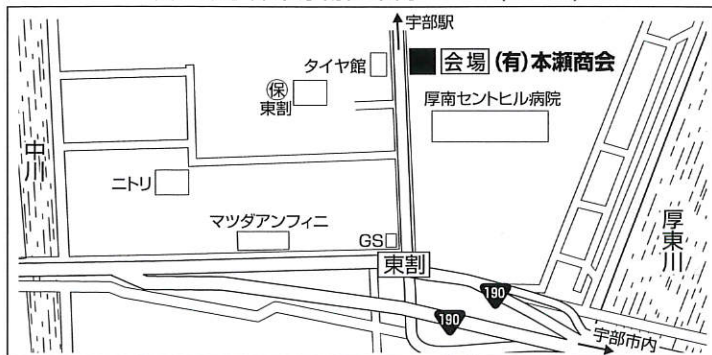 宇部駅
タイヤ館
会場 (有)本瀬商会
保
東割
厚南セントヒル病院
中川
ニトリ
マツダアンフィニ
GS
東割
厚東川
190
190
宇部市内